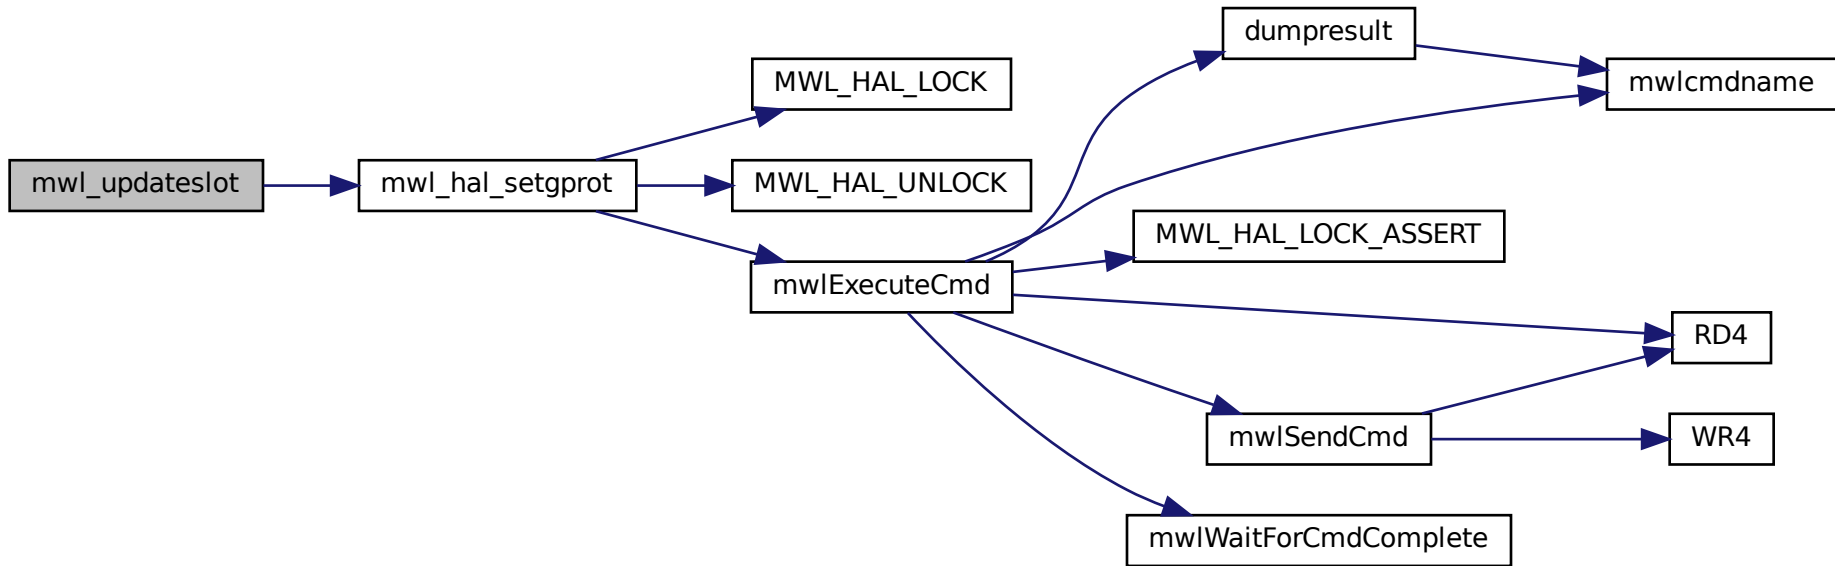 mwl_updateslot
mwl_hal_setgprot
MWL_HAL_LOCK
MWL_HAL_UNLOCK
mwlExecuteCmd
dumpresult
mwlcmdname
MWL_HAL_LOCK_ASSERT
RD4
mwlSendCmd
WR4
mwlWaitForCmdComplete